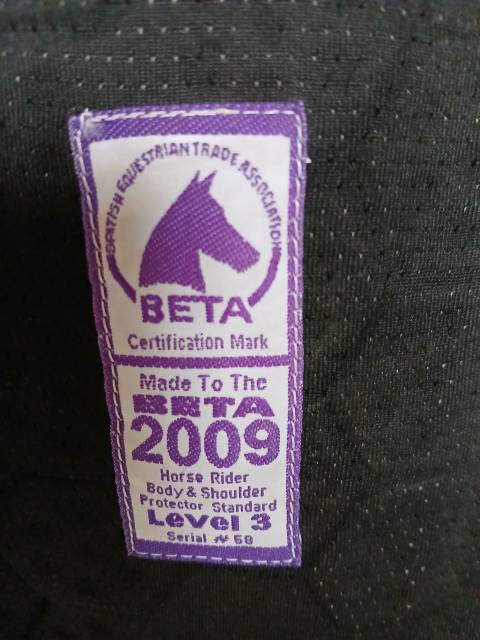 BRITISH EQUESTRIAN TRADE ASSOCIATION
BETA
Certification Mark
Made To The
BETA
2009
Horse Rider
Body & Shoulder
Protector Standard
Level 3
Serial № 58